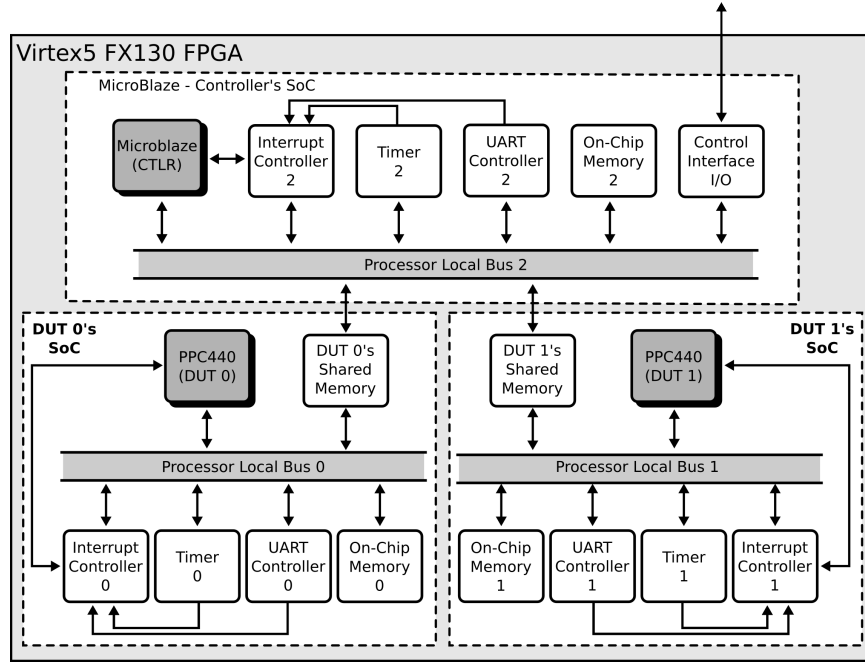 Virtex5 FX130 FPGA
MicroBlaze - Controller's SoC
Microblaze
(CTLR)
Interrupt
Controller
2
Timer
2
UART
Controller
2
On-Chip
Memory
2
Control
Interface
I/O
Processor Local Bus 2
DUT 0's
SoC
PPC440
(DUT 0)
DUT 0's
Shared
Memory
Processor Local Bus 0
Interrupt
Controller
0
Timer
0
UART
Controller
0
On-Chip
Memory
0
DUT 1's
Shared
Memory
PPC440
(DUT 1)
DUT 1's
SoC
Processor Local Bus 1
On-Chip
Memory
1
UART
Controller
1
Timer
1
Interrupt
Controller
1